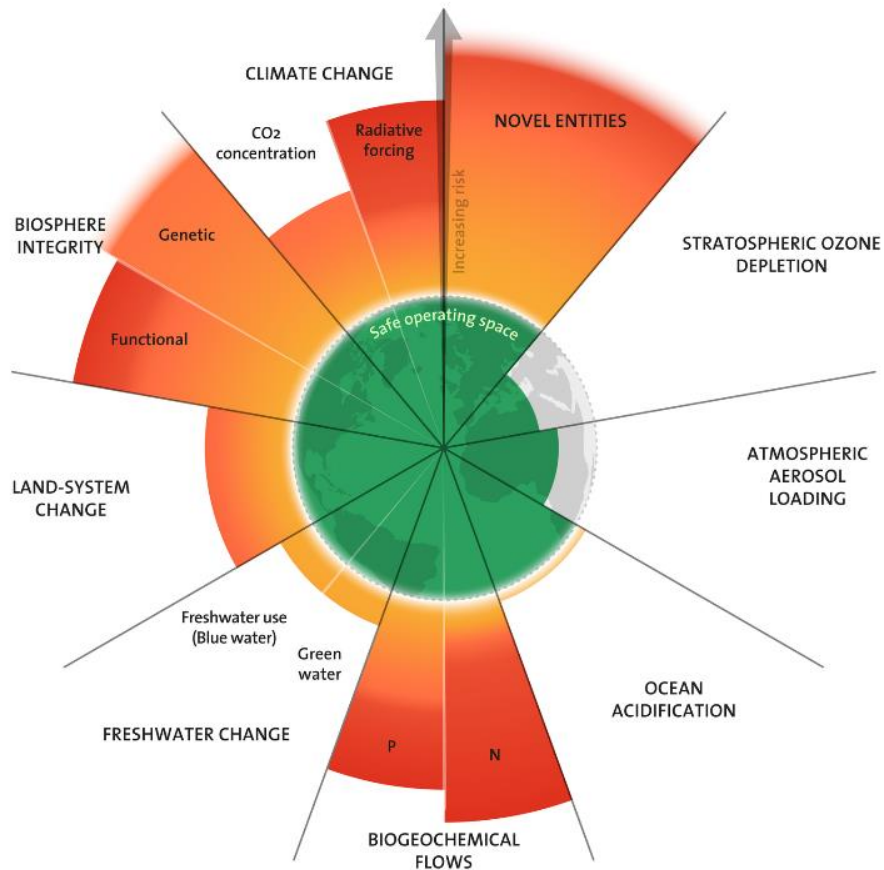 CLIMATE CHANGE
CO2
concentration
Radiative
forcing
NOVEL ENTITIES
Increasing risk
STRATOSPHERIC OZONE
DEPLETION
BIOSPHERE
INTEGRITY
Genetic
Functional
Safe operating space
ATMOSPHERIC
AEROSOL
LOADING
LAND-SYSTEM
CHANGE
Freshwater use
(Blue water)
Green
water
FRESHWATER CHANGE
OCEAN
ACIDIFICATION
P
N
BIOGEOCHEMICAL
FLOWS